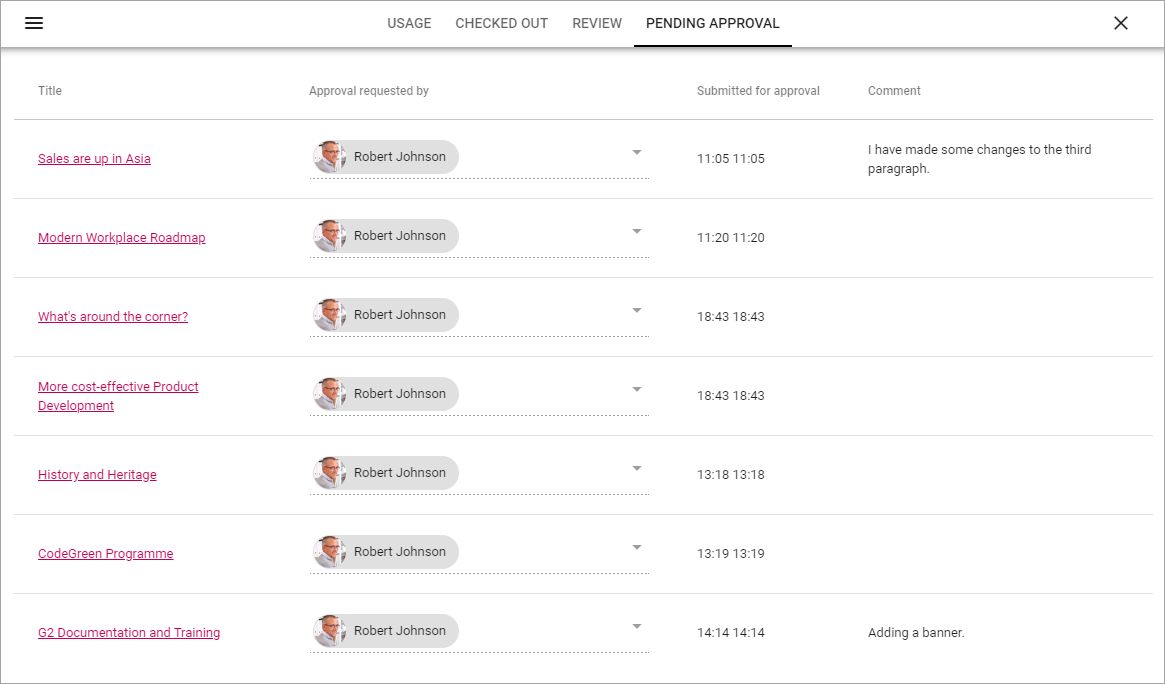 USAGE CHECKED OUT REVIEW PENDING APPROVAL
Title Approval requested by Submitted for approval Comment
Sales are up in Asia Robert Johnson 11:05 11:05 I have made some changes to the third
paragraph.
Modern Workplace Roadmap Robert Johnson 11:20 11:20
What's around the corner? Robert Johnson 18:43 18:43
More cost-effective Product
Development Robert Johnson 18:43 18:43
History and Heritage Robert Johnson 13:18 13:18
CodeGreen Programme Robert Johnson 13:19 13:19
G2 Documentation and Training Robert Johnson 14:14 14:14 Adding a banner.